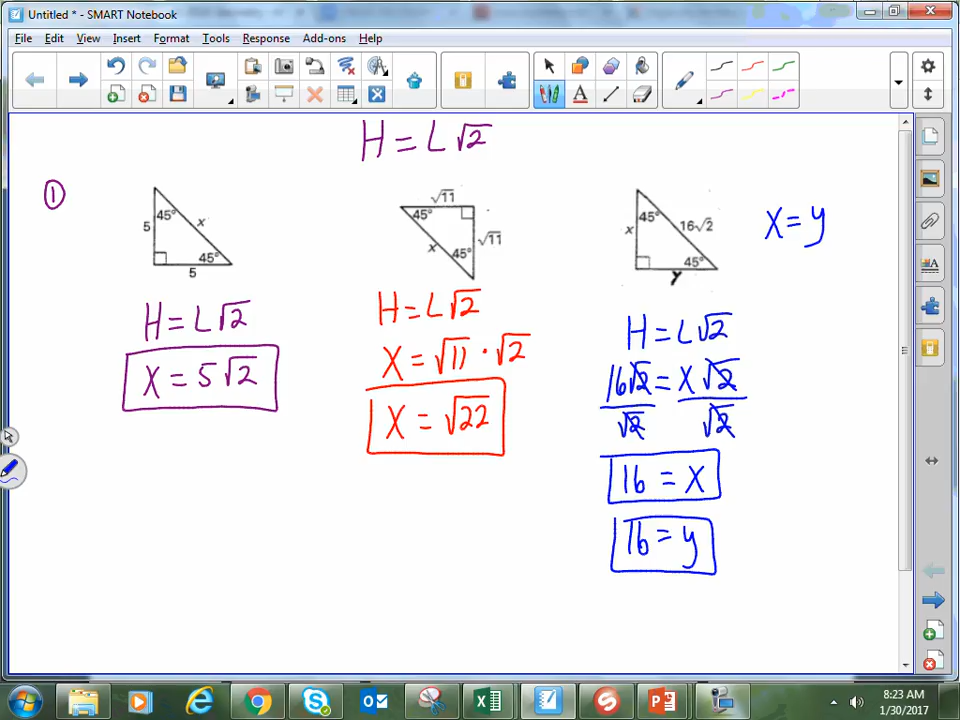 Untitled * - SMART Notebook
File Edit View Insert Format Tools Response Add-ons Help
H = L√2
①
45° 5 x 45° 5
√11 45° √11 x 45°
45° 16√2 x 45° y
x = y
H = L√2
X = 5√2
H = L√2
X = √11 · √2
X = √22
H = L√2
16√2 = X√2
√2 √2
16 = X
16 = y
8:23 AM
1/30/2017